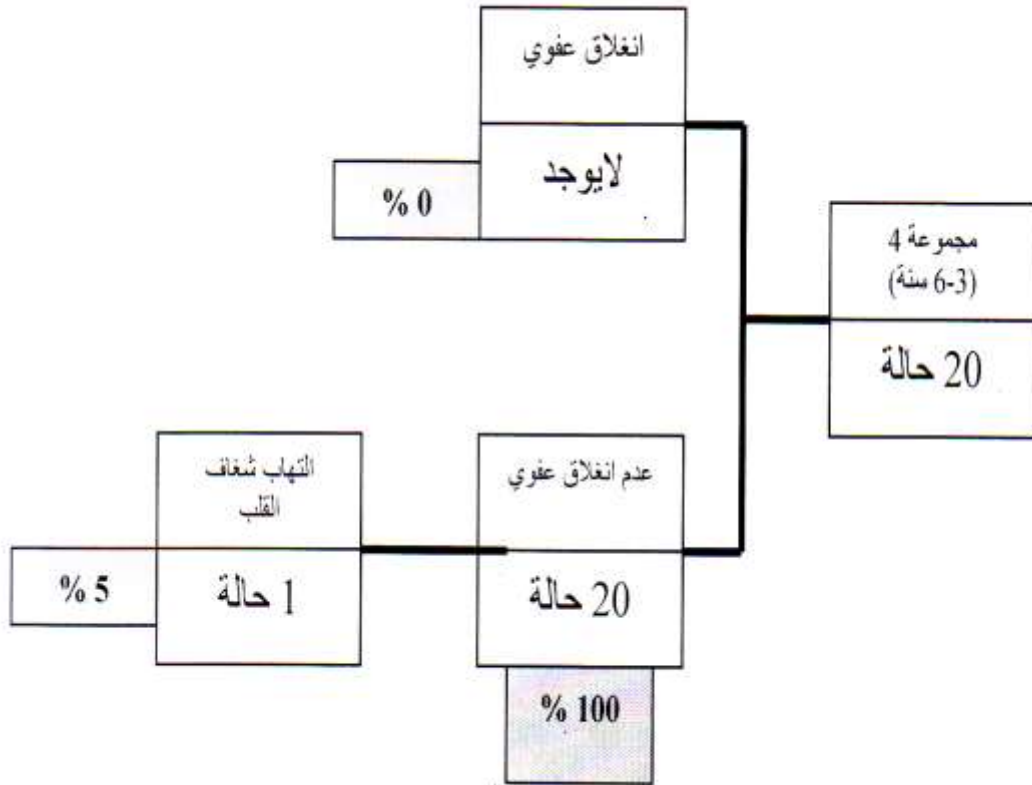 انغلاق عفوي
لايوجد
% 0
مجموعة 4
(3-6 سنة)
20 حالة
التهاب شغاف
القلب
1 حالة
% 5
عدم انغلاق عفوي
20 حالة
% 100